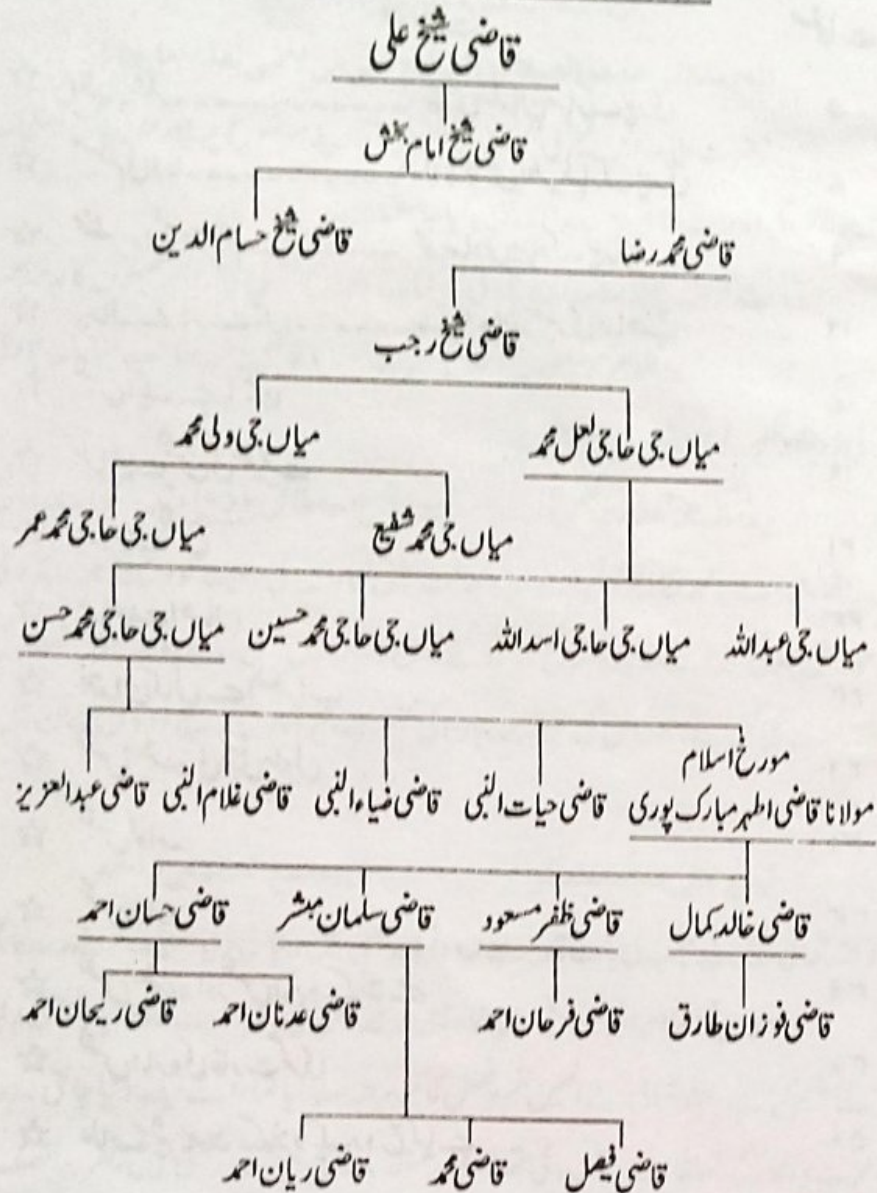 قاضی شیخ علی
قاضی شیخ امام بخش
قاضی محمد رضا
قاضی شیخ حسام الدین
قاضی شیخ رجب
میاں جی حاجی لعل محمد
میاں جی ولی محمد
میاں جی محمد شفیع
میاں جی حاجی محمد عمر
میاں جی عبداللہ
میاں جی حاجی اسد اللہ
میاں جی حاجی محمد حسین
میاں جی حاجی محمد حسن
مورخ اسلام
مولانا قاضی اطہر مبارک پوری
قاضی حیات النبی
قاضی ضیاء النبی
قاضی غلام النبی
قاضی عبدالعزیز
قاضی خالد کمال
قاضی ظفر مسعود
قاضی سلمان مبشر
قاضی حسان احمد
قاضی فوزان طارق
قاضی فرحان احمد
قاضی عدنان احمد
قاضی ریحان احمد
قاضی فیصل
قاضی محمد
قاضی ریان احمد